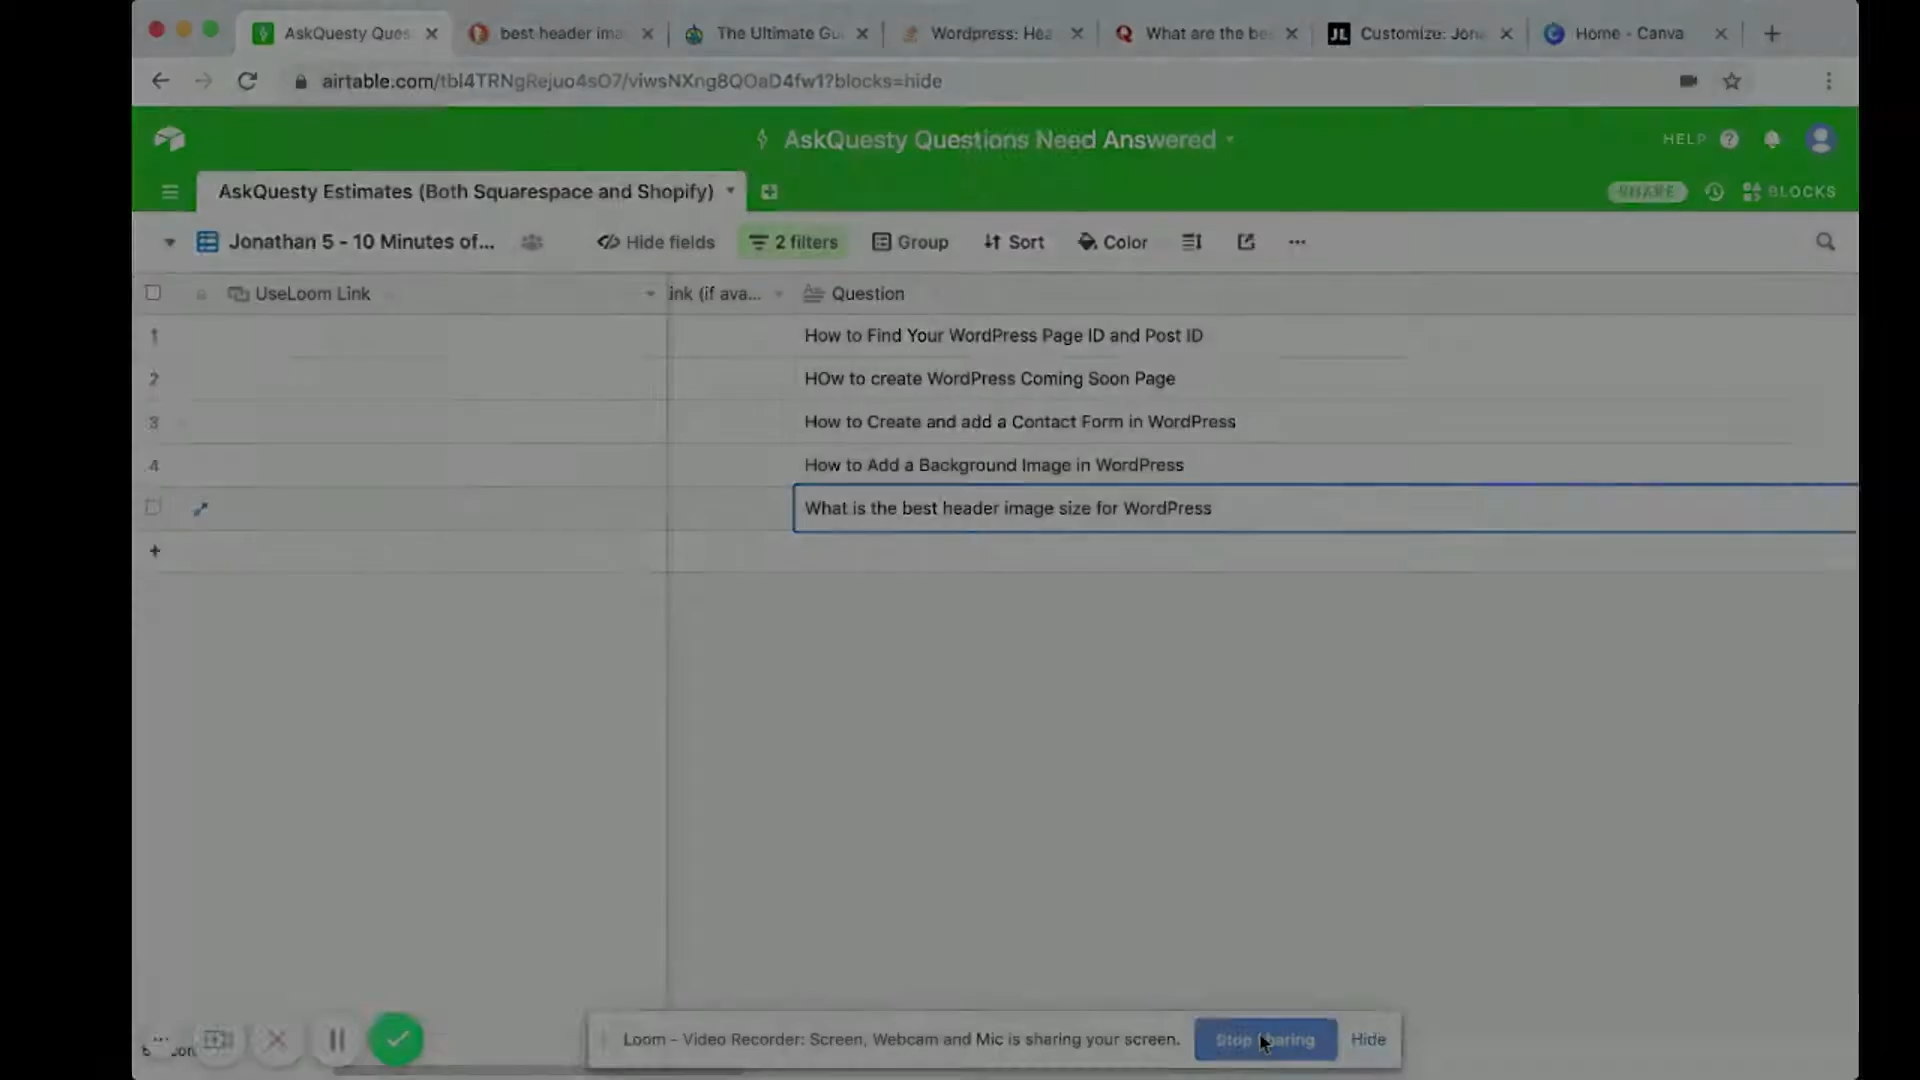 AskQuesty Ques
best header ima
The Ultimate Gu
Wordpress: Hea
What are the be
JL
Customize: Jon
Home - Canva
airtable.com/tbl4TRNgRejuo4sO7/viwsNXng8QOaD4fw1?blocks=hide
AskQuesty Questions Need Answered
HELP
AskQuesty Estimates (Both Squarespace and Shopify)
SHARE
BLOCKS
Jonathan 5 - 10 Minutes of...
Hide fields
2 filters
Group
Sort
Color
UseLoom Link
ink (if ava...
Question
1
How to Find Your WordPress Page ID and Post ID
2
HOw to create WordPress Coming Soon Page
3
How to Create and add a Contact Form in WordPress
4
How to Add a Background Image in WordPress
What is the best header image size for WordPress
Loom - Video Recorder: Screen, Webcam and Mic is sharing your screen.
Stop sharing
Hide